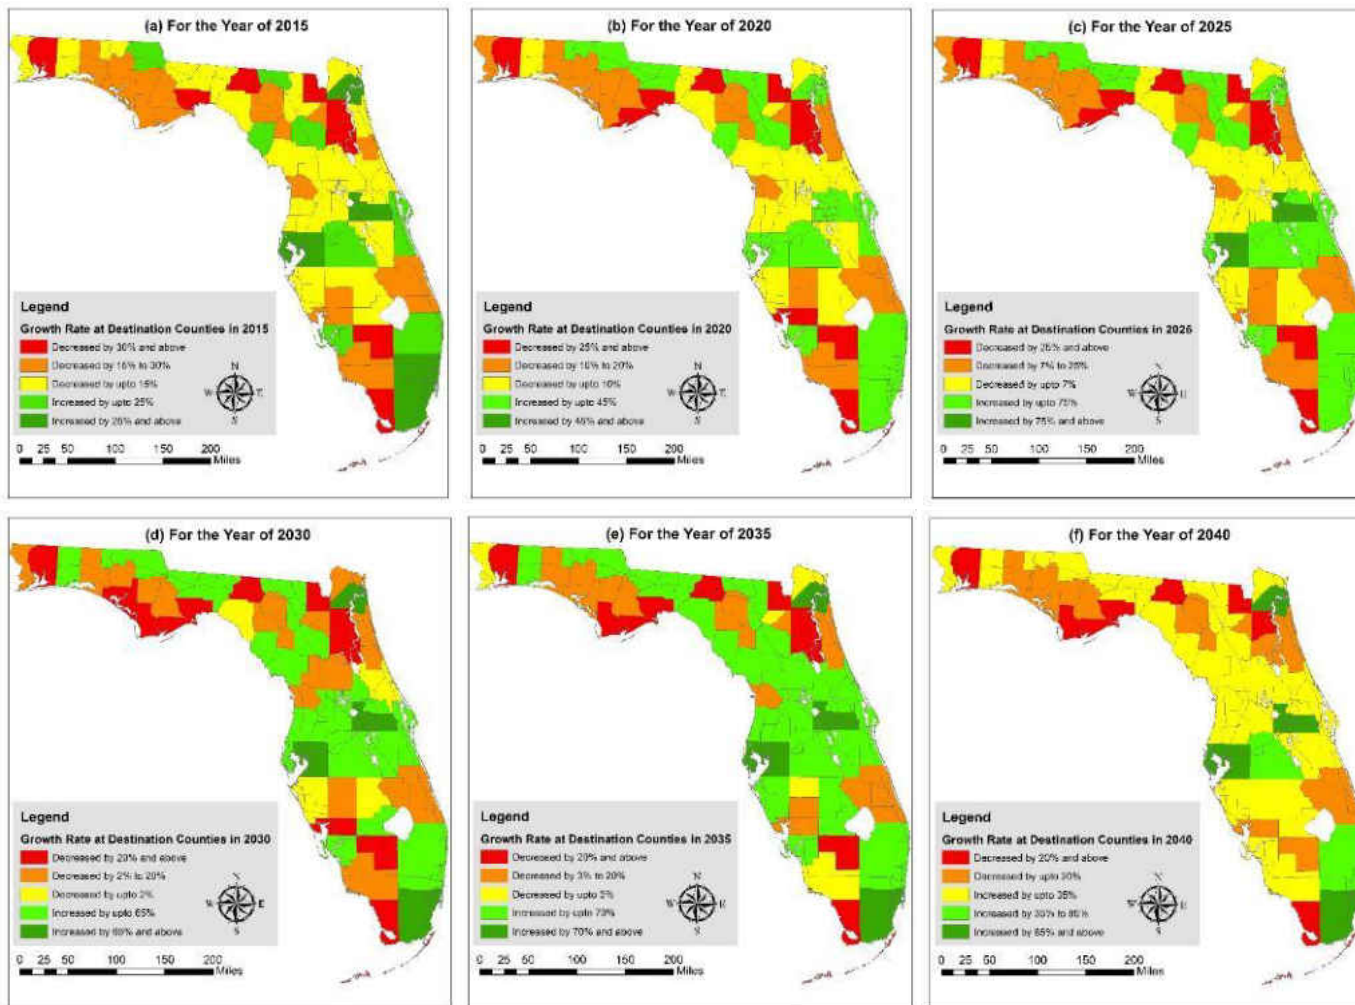 (a) For the Year of 2015
Legend
Growth Rate at Destination Counties in 2015
Decreased by 30% and above
Decreased by 15% to 30%
Decreased by upto 15%
Increased by upto 25%
Increased by 25% and above
N
W
E
S
0 25 50 100 150 200
Miles
(b) For the Year of 2020
Legend
Growth Rate at Destination Counties in 2020
Decreased by 25% and above
Decreased by 10% to 20%
Decreased by upto 10%
Increased by upto 45%
Increased by 45% and above
N
W
E
S
0 25 50 100 150 200
Miles
(c) For the Year of 2025
Legend
Growth Rate at Destination Counties in 2025
Decreased by 25% and above
Decreased by 7% to 25%
Decreased by upto 7%
Increased by upto 75%
Increased by 75% and above
N
W
E
S
0 25 50 100 150 200
Miles
(d) For the Year of 2030
Legend
Growth Rate at Destination Counties in 2030
Decreased by 20% and above
Decreased by 2% to 20%
Decreased by upto 2%
Increased by upto 65%
Increased by 65% and above
N
W
E
S
0 25 50 100 150 200
Miles
(e) For the Year of 2035
Legend
Growth Rate at Destination Counties in 2035
Decreased by 20% and above
Decreased by 3% to 20%
Decreased by upto
Increased by upto
Increased by 70% and above
N
W
E
S
0 25 50 100 150 200
Miles
(f) For the Year of 2040
Legend
Growth Rate at Destination Counties in 2040
Decreased by 20% and above
Decreased by upto 20%
Increased by upto 35%
Increased by 35% to 85%
Increased by 85% and above
N
W
E
S
0 25 50 100 150 200
Miles